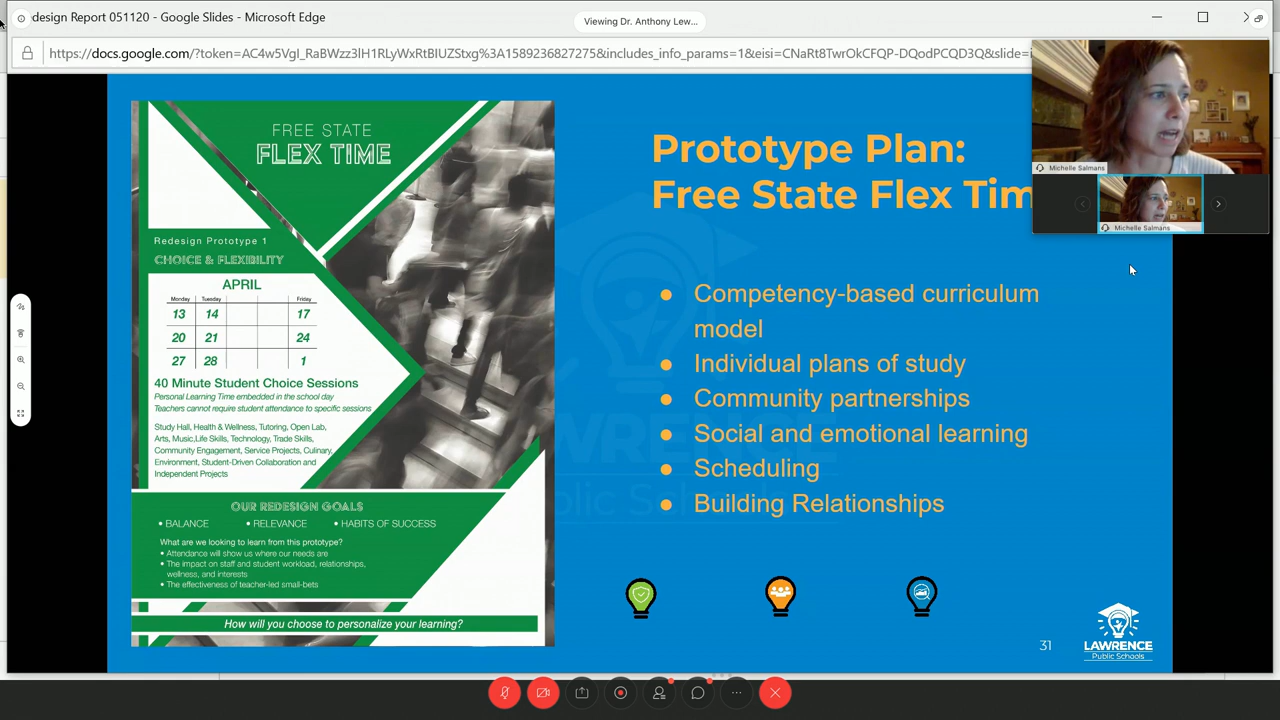 design Report 051120 - Google Slides - Microsoft Edge
Viewing Dr. Anthony Lew...
https://docs.google.com/?token=AC4w5VgI_RaBWzz3lH1RLyWxRtBIUZStxg%3A1589236827275&includes_info_params=1&eisi=CNaRt8TwrOkCFQP-DQodPCQD3Q&slide=i
Michelle Salmans
Michelle Salmans
FREE STATE
FLEX TIME
Redesign Prototype 1
CHOICE & FLEXIBILITY
APRIL
Monday Tuesday Friday
13 14 17
20 21 24
27 28 1
40 Minute Student Choice Sessions
Personal Learning Time embedded in the school day
Teachers cannot require student attendance to specific sessions
Study Hall, Health & Wellness, Tutoring, Open Lab,
Arts, Music,Life Skills, Technology, Trade Skills,
Community Engagement, Service Projects, Culinary,
Environment, Student-Driven Collaboration and
Independent Projects
OUR REDESIGN GOALS
• BALANCE • RELEVANCE • HABITS OF SUCCESS
What are we looking to learn from this prototype?
• Attendance will show us where our needs are
• The impact on staff and student workload, relationships,
wellness, and interests
• The effectiveness of teacher-led small-bets
How will you choose to personalize your learning?
Prototype Plan:
Free State Flex Tim
● Competency-based curriculum
model
● Individual plans of study
● Community partnerships
● Social and emotional learning
● Scheduling
● Building Relationships
31
LAWRENCE
Public Schools